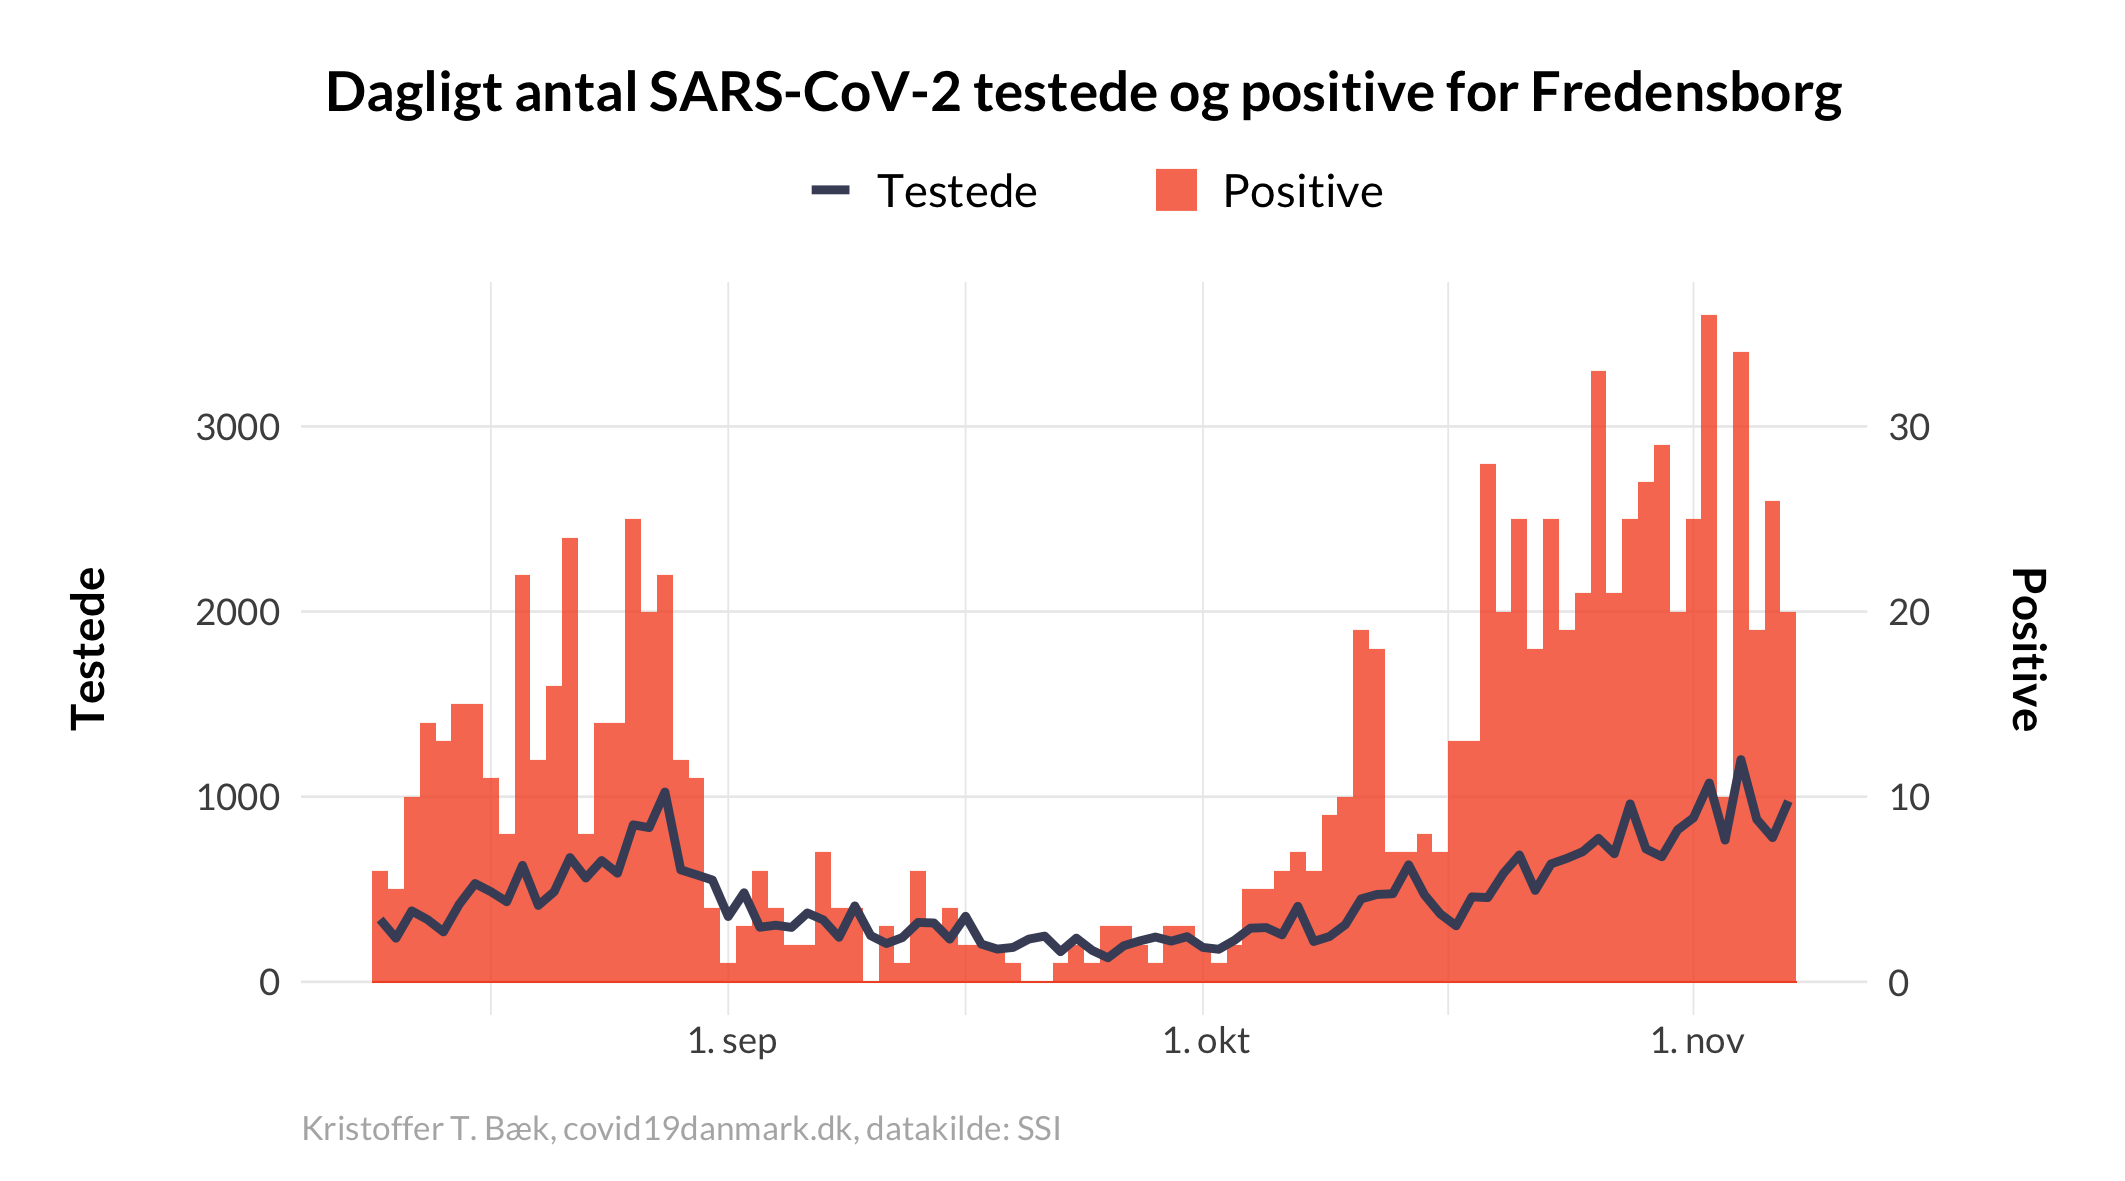 Dagligt antal SARS-CoV-2 testede og positive for Fredensborg
Testede
Positive
3000
2000
1000
0
30
20
10
0
Testede
Positive
1. sep
1. okt
1. nov
Kristoffer T. Bæk, covid19danmark.dk, datakilde: SSI